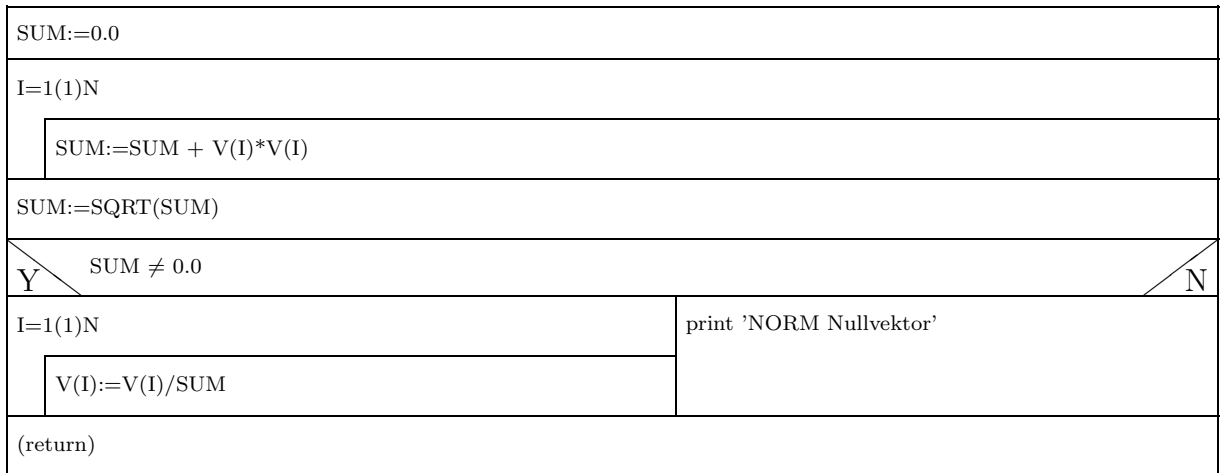 SUM:=0.0
I=1(1)N
SUM:=SUM + V(I)*V(I)
SUM:=SQRT(SUM)
Y SUM ≠ 0.0 N
I=1(1)N
print 'NORM Nullvektor'
V(I):=V(I)/SUM
(return)